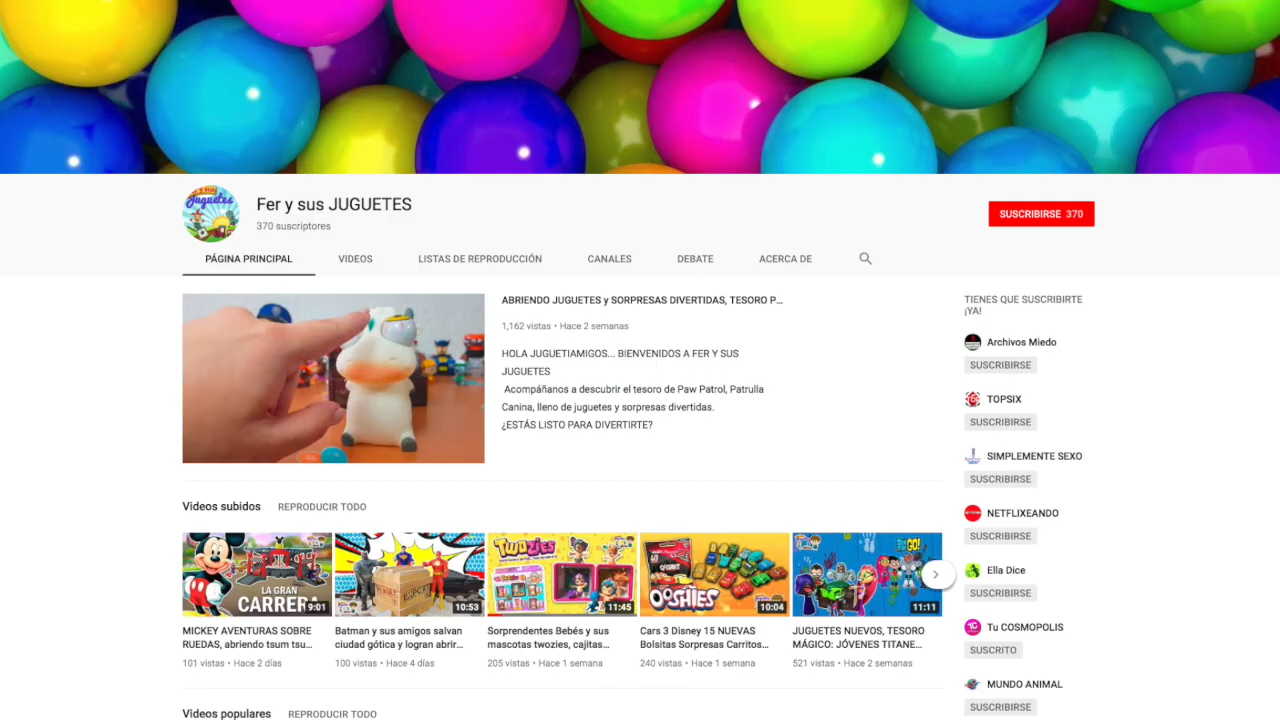 Juguetes
Fer y sus JUGUETES
370 suscriptores
SUSCRIBIRSE 370
PÁGINA PRINCIPAL
VIDEOS
LISTAS DE REPRODUCCIÓN
CANALES
DEBATE
ACERCA DE
ABRIENDO JUGUETES y SORPRESAS DIVERTIDAS, TESORO P...
1,162 vistas • Hace 2 semanas
HOLA JUGUETIAMIGOS... BIENVENIDOS A FER Y SUS
JUGUETES
Acompáñanos a descubrir el tesoro de Paw Patrol, Patrulla
Canina, lleno de juguetes y sorpresas divertidas.
¿ESTÁS LISTO PARA DIVERTIRTE?
TIENES QUE SUSCRIBIRTE
¡YA!
Archivos Miedo
SUSCRIBIRSE
TOPSIX
SUSCRIBIRSE
SIMPLEMENTE SEXO
SUSCRIBIRSE
NETFLIXEANDO
SUSCRIBIRSE
Ella Dice
SUSCRIBIRSE
Tu COSMOPOLIS
SUSCRITO
MUNDO ANIMAL
SUSCRIBIRSE
Videos subidos
REPRODUCIR TODO
LA GRAN
CARRERA
9:01
MICKEY AVENTURAS SOBRE
RUEDAS, abriendo tsum tsu...
101 vistas • Hace 2 días
10:53
Batman y sus amigos salvan
ciudad gótica y logran abrir...
100 vistas • Hace 4 días
Twozies
11:45
Sorprendentes Bebés y sus
mascotas twozies, cajitas...
205 vistas • Hace 1 semana
OOSHIES
10:04
Cars 3 Disney 15 NUEVAS
Bolsitas Sorpresas Carritos...
240 vistas • Hace 1 semana
GO!
11:11
JUGUETES NUEVOS, TESORO
MÁGICO: JÓVENES TITANE...
521 vistas • Hace 2 semanas
Videos populares
REPRODUCIR TODO